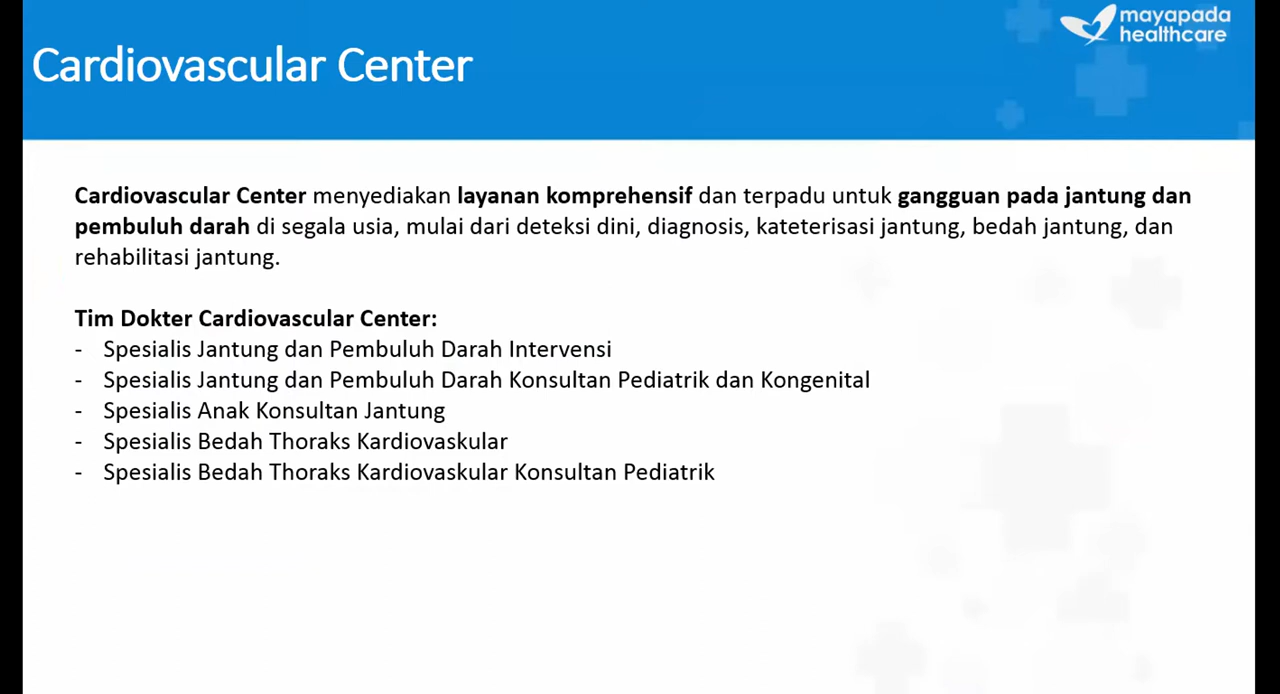 mayapada
healthcare
Cardiovascular Center
Cardiovascular Center menyediakan layanan komprehensif dan terpadu untuk gangguan pada jantung dan
pembuluh darah di segala usia, mulai dari deteksi dini, diagnosis, kateterisasi jantung, bedah jantung, dan
rehabilitasi jantung.
Tim Dokter Cardiovascular Center:
- Spesialis Jantung dan Pembuluh Darah Intervensi
- Spesialis Jantung dan Pembuluh Darah Konsultan Pediatrik dan Kongenital
- Spesialis Anak Konsultan Jantung
- Spesialis Bedah Thoraks Kardiovaskular
- Spesialis Bedah Thoraks Kardiovaskular Konsultan Pediatrik